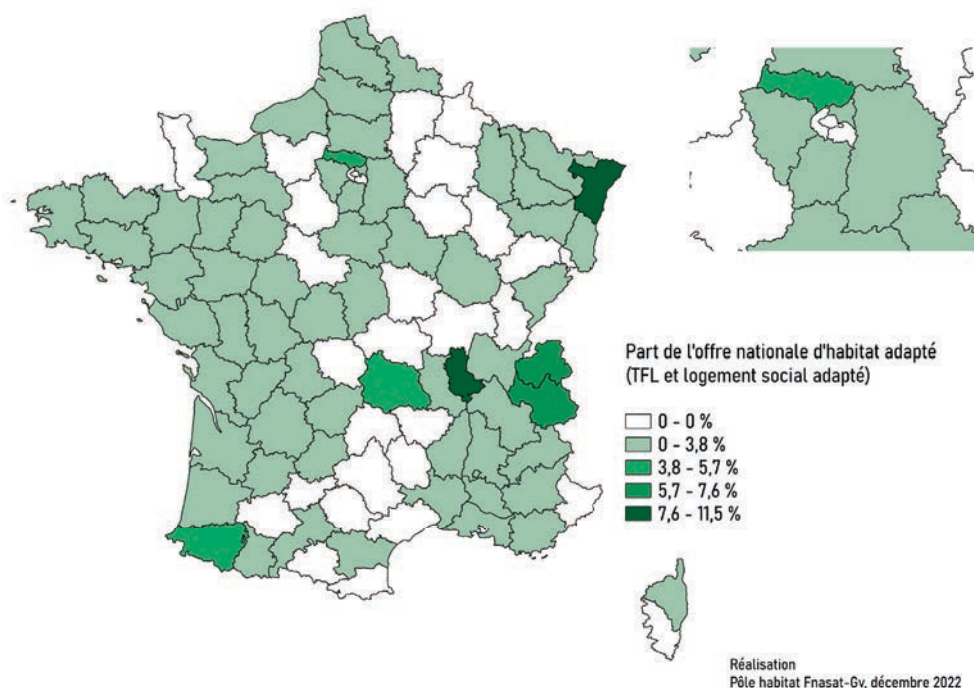 Part de l'offre nationale d'habitat adapté
(TFL et logement social adapté)
0 - 0 %
0 - 3,8 %
3,8 - 5,7 %
5,7 - 7,6 %
7,6 - 11,5 %
Réalisation
Pôle habitat Fnasat-Gv, décembre 2022